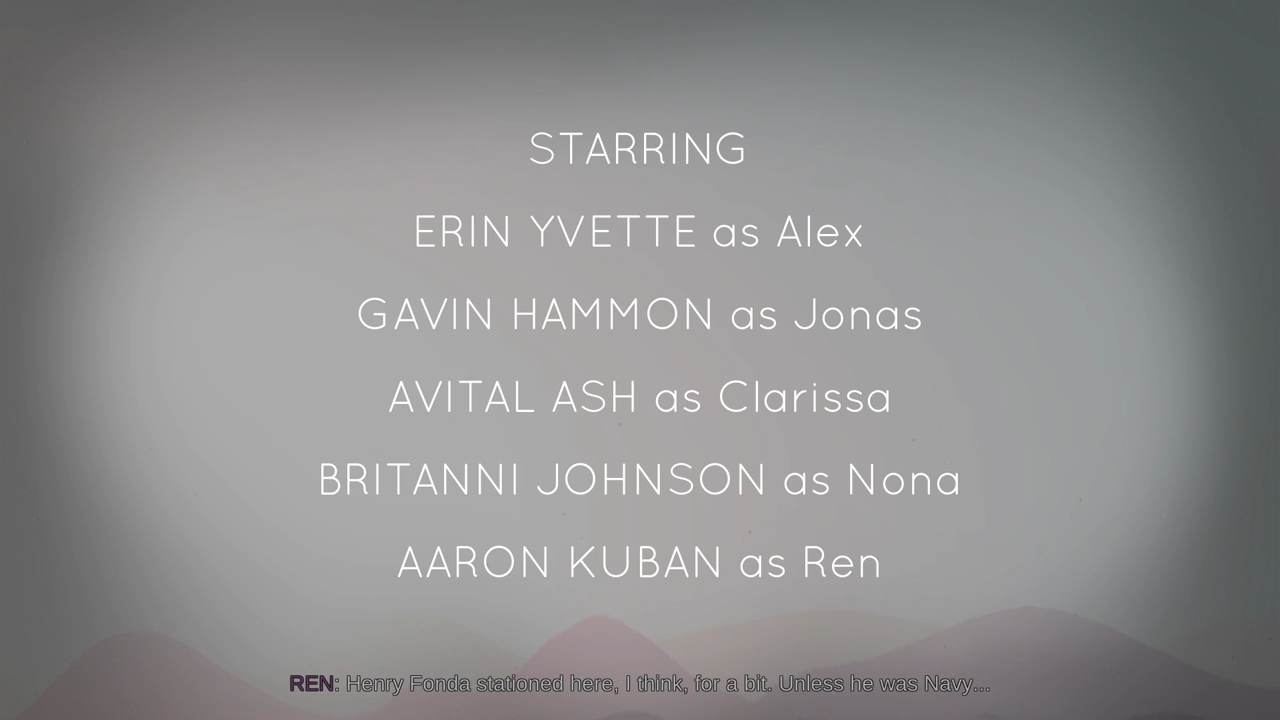 STARRING
ERIN YVETTE as Alex
GAVIN HAMMON as Jonas
AVITAL ASH as Clarissa
BRITANNI JOHNSON as Nona
AARON KUBAN as Ren
REN: Henry Fonda stationed here, I think, for a bit. Unless he was Navy...